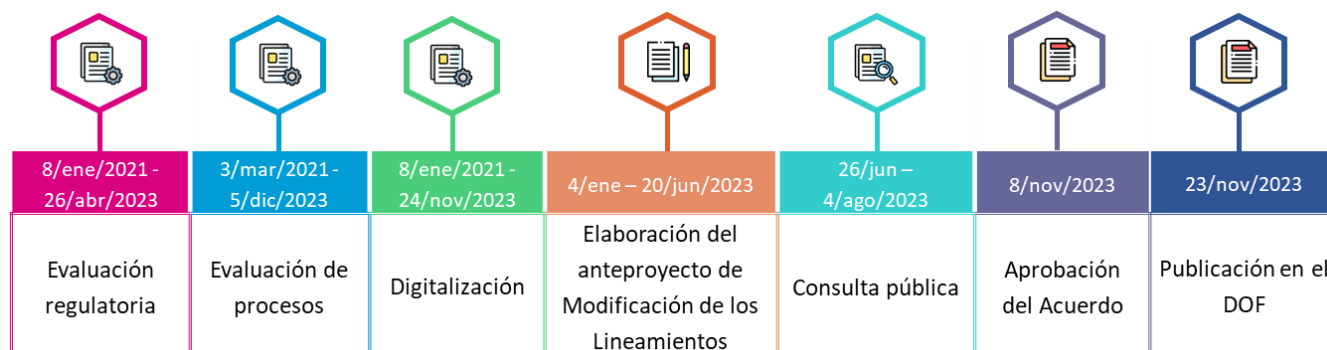 8/ene/2021 -
26/abr/2023
3/mar/2021 -
5/dic/2023
8/ene/2021 -
24/nov/2023
4/ene – 20/jun/2023
26/jun –
4/ago/2023
8/nov/2023
23/nov/2023
Evaluación
regulatoria
Evaluación de
procesos
Digitalización
Elaboración del
anteproyecto de
Modificación de los
Lineamientos
Consulta pública
Aprobación
del Acuerdo
Publicación en el
DOF